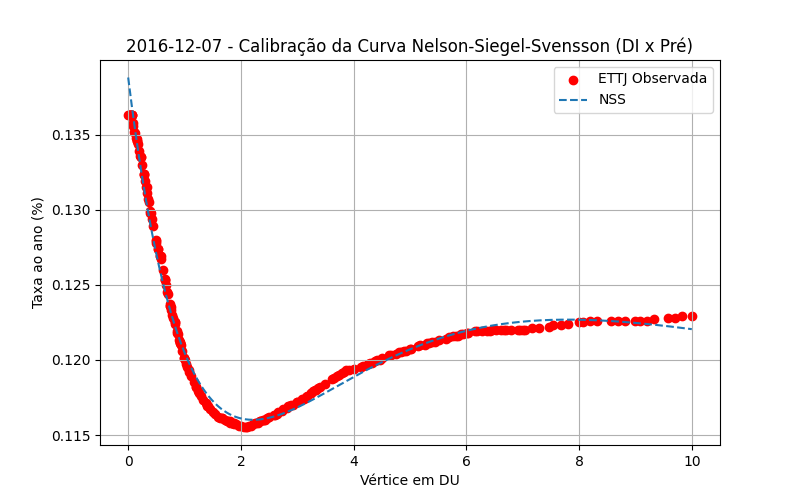 2016-12-07 - Calibração da Curva Nelson-Siegel-Svensson (DI x Pré)
ETTJ Observada
NSS
Taxa ao ano (%)
0.135
0.130
0.125
0.120
0.115
0 2 4 6 8 10
Vértice em DU